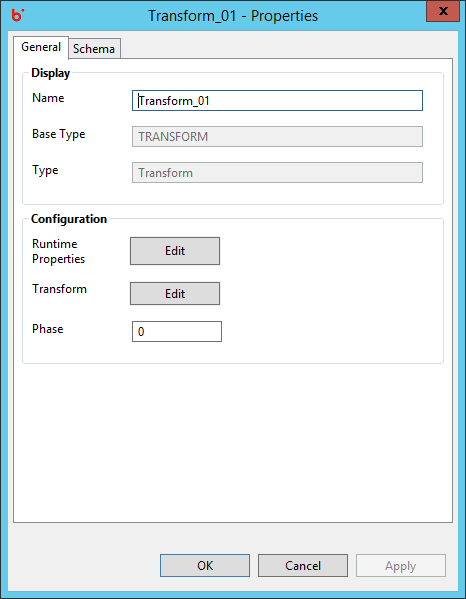 Transform_01 - Properties
General
Schema
Display
Name
Transform_01
Base Type
TRANSFORM
Type
Transform
Configuration
Runtime
Properties
Edit
Transform
Edit
Phase
0
OK
Cancel
Apply